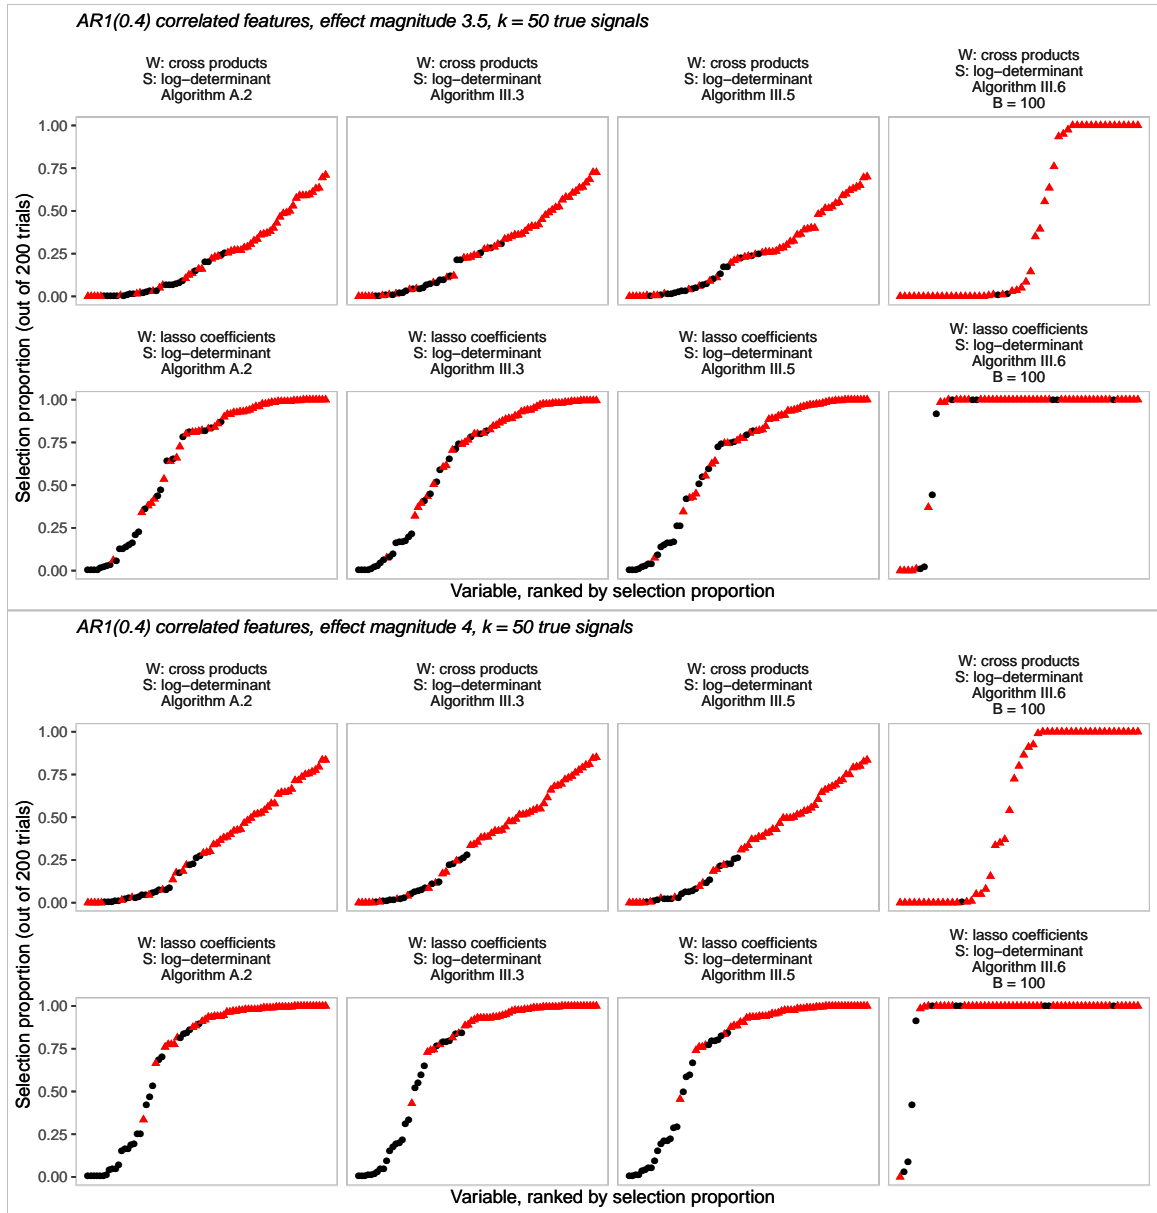 AR1(0.4) correlated features, effect magnitude 3.5, k = 50 true signals
W: cross products
S: log−determinant
Algorithm A.2
W: cross products
S: log−determinant
Algorithm III.3
W: cross products
S: log−determinant
Algorithm III.5
W: cross products
S: log−determinant
Algorithm III.6
B = 100
1.00
0.75
0.50
0.25
0.00
W: lasso coefficients
S: log−determinant
Algorithm A.2
W: lasso coefficients
S: log−determinant
Algorithm III.3
W: lasso coefficients
S: log−determinant
Algorithm III.5
W: lasso coefficients
S: log−determinant
Algorithm III.6
B = 100
1.00
0.75
0.50
0.25
0.00
Selection proportion (out of 200 trials)
Variable, ranked by selection proportion
AR1(0.4) correlated features, effect magnitude 4, k = 50 true signals
W: cross products
S: log−determinant
Algorithm A.2
W: cross products
S: log−determinant
Algorithm III.3
W: cross products
S: log−determinant
Algorithm III.5
W: cross products
S: log−determinant
Algorithm III.6
B = 100
1.00
0.75
0.50
0.25
0.00
W: lasso coefficients
S: log−determinant
Algorithm A.2
W: lasso coefficients
S: log−determinant
Algorithm III.3
W: lasso coefficients
S: log−determinant
Algorithm III.5
W: lasso coefficients
S: log−determinant
Algorithm III.6
B = 100
1.00
0.75
0.50
0.25
0.00
Selection proportion (out of 200 trials)
Variable, ranked by selection proportion